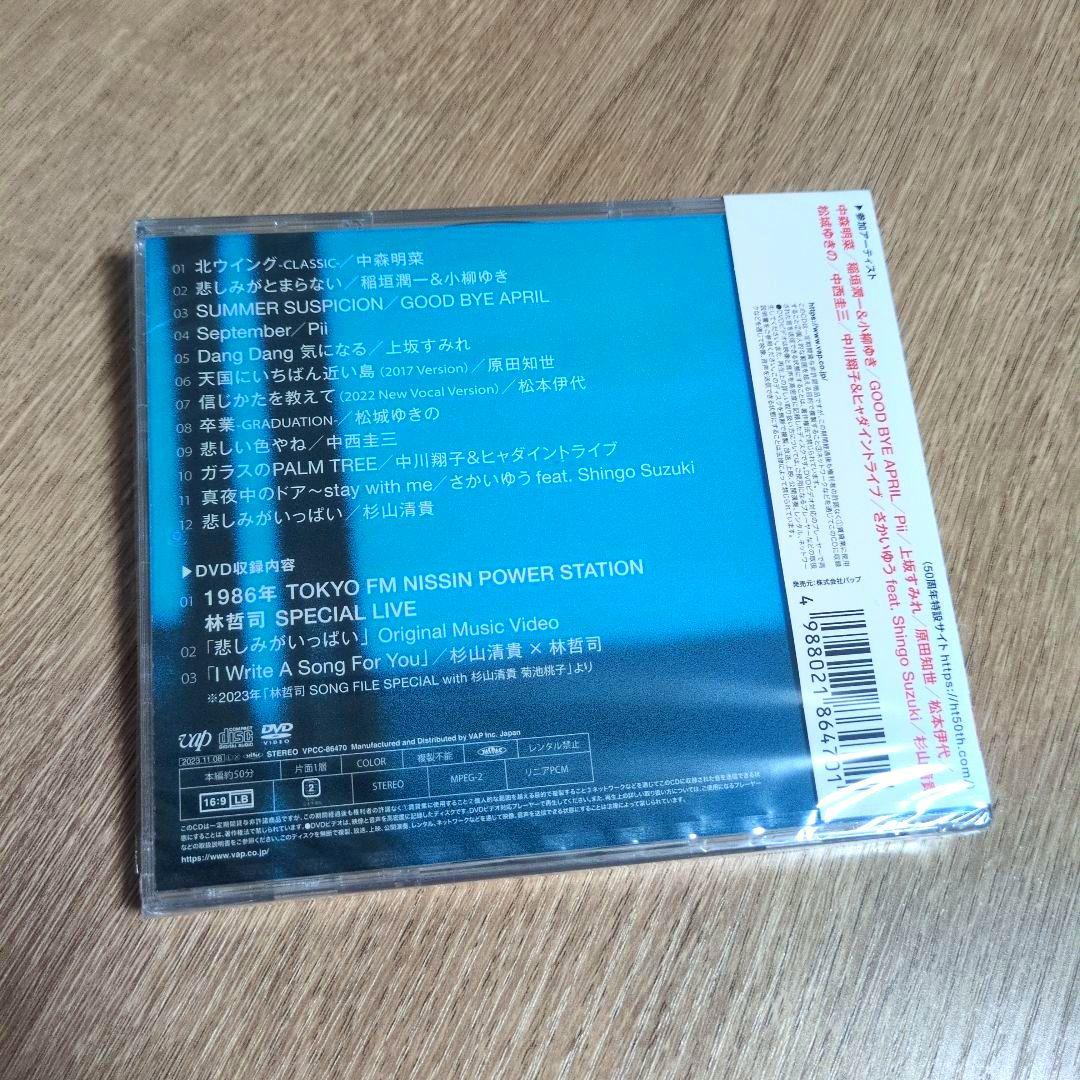 01 北ウイング-CLASSIC-／中森明菜
02 悲しみがとまらない／稲垣潤一＆小柳ゆき
03 SUMMER SUSPICION／GOOD BYE APRIL
04 September／Pii
05 Dang Dang 気になる／上坂すみれ
06 天国にいちばん近い島 (2017 Version)／原田知世
07 信じかたを教えて (2022 New Vocal Version)／松本伊代
08 卒業-GRADUATION-／松城ゆきの
09 悲しい色やね／中西圭三
10 ガラスのPALM TREE／中川翔子＆ヒャダイントライブ
11 真夜中のドア〜stay with me／さかいゆう feat. Shingo Suzuki
12 悲しみがいっぱい／杉山清貴
▶DVD収録内容
01 1986年 TOKYO FM NISSIN POWER STATION
林哲司 SPECIAL LIVE
02 「悲しみがいっぱい」Original Music Video
03 「I Write A Song For You」／杉山清貴 × 林哲司
※2023年「林哲司 SONG FILE SPECIAL with 杉山清貴 菊池桃子」より
vap COMPACT disc DIGITAL AUDIO DVD VIDEO
2023.11.08 STEREO VPCC-86470 Manufactured and Distributed by VAP Inc. Japan
本編約50分 片面1層 COLOR 複製不能 レンタル禁止
16:9 LB 2 STEREO MPEG-2 リニアPCM
https://www.vap.co.jp/
▶参加アーティスト
中森明菜／稲垣潤一＆小柳ゆき／GOOD BYE APRIL／Pii／上坂すみれ／原田知世／松本伊代
松城ゆきの／中西圭三／中川翔子＆ヒャダイントライブ／さかいゆう feat. Shingo Suzuki／杉山清貴
https://www.vap.co.jp/
発売元：株式会社バップ
4 988021 864701
〈50周年特設サイト https://ht50th.com/